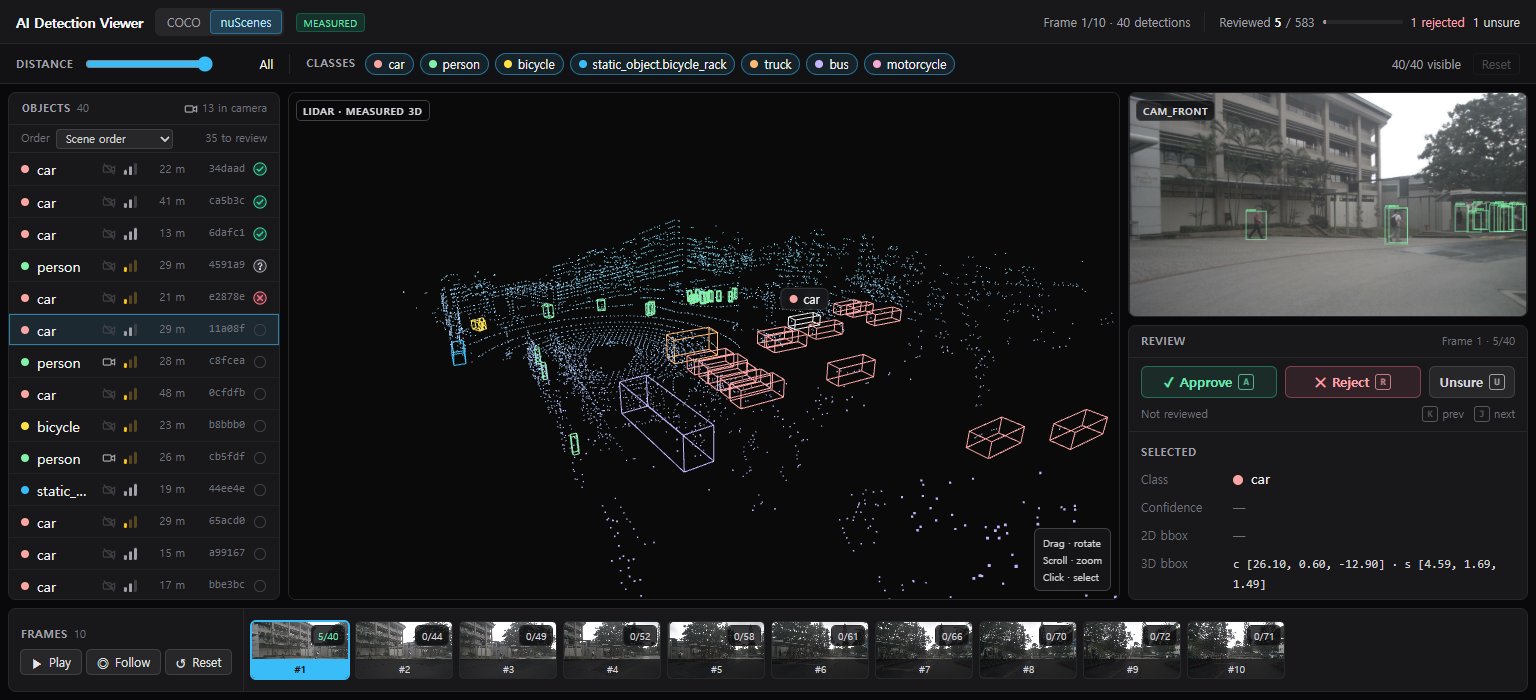 AI Detection Viewer COCO nuScenes MEASURED Frame 1/10 · 40 detections Reviewed 5 / 583 1 rejected 1 unsure
DISTANCE All CLASSES car person bicycle static_object.bicycle_rack truck bus motorcycle 40/40 visible Reset
OBJECTS 40 13 in camera
Order Scene order 35 to review
car 22 m 34daad
car 41 m ca5b3c
car 13 m 6dafc1
person 29 m 4591a9
car 21 m e2878e
car 29 m 11a08f
person 28 m c8fcea
car 48 m 0cfdfb
bicycle 23 m b8bbb0
person 26 m cb5fdf
static_... 19 m 44ee4e
car 29 m 65acd0
car 15 m a99167
car 17 m bbe3bc
LIDAR · MEASURED 3D
car
Drag · rotate
Scroll · zoom
Click · select
CAM_FRONT
REVIEW Frame 1 · 5/40
✓ Approve A ✕ Reject R Unsure U
Not reviewed K prev J next
SELECTED
Class car
Confidence —
2D bbox —
3D bbox c [26.10, 0.60, -12.90] · s [4.59, 1.69,
1.49]
FRAMES 10
Play Follow Reset
5/40 0/44 0/49 0/52 0/58 0/61 0/66 0/70 0/72 0/71
#1 #2 #3 #4 #5 #6 #7 #8 #9 #10